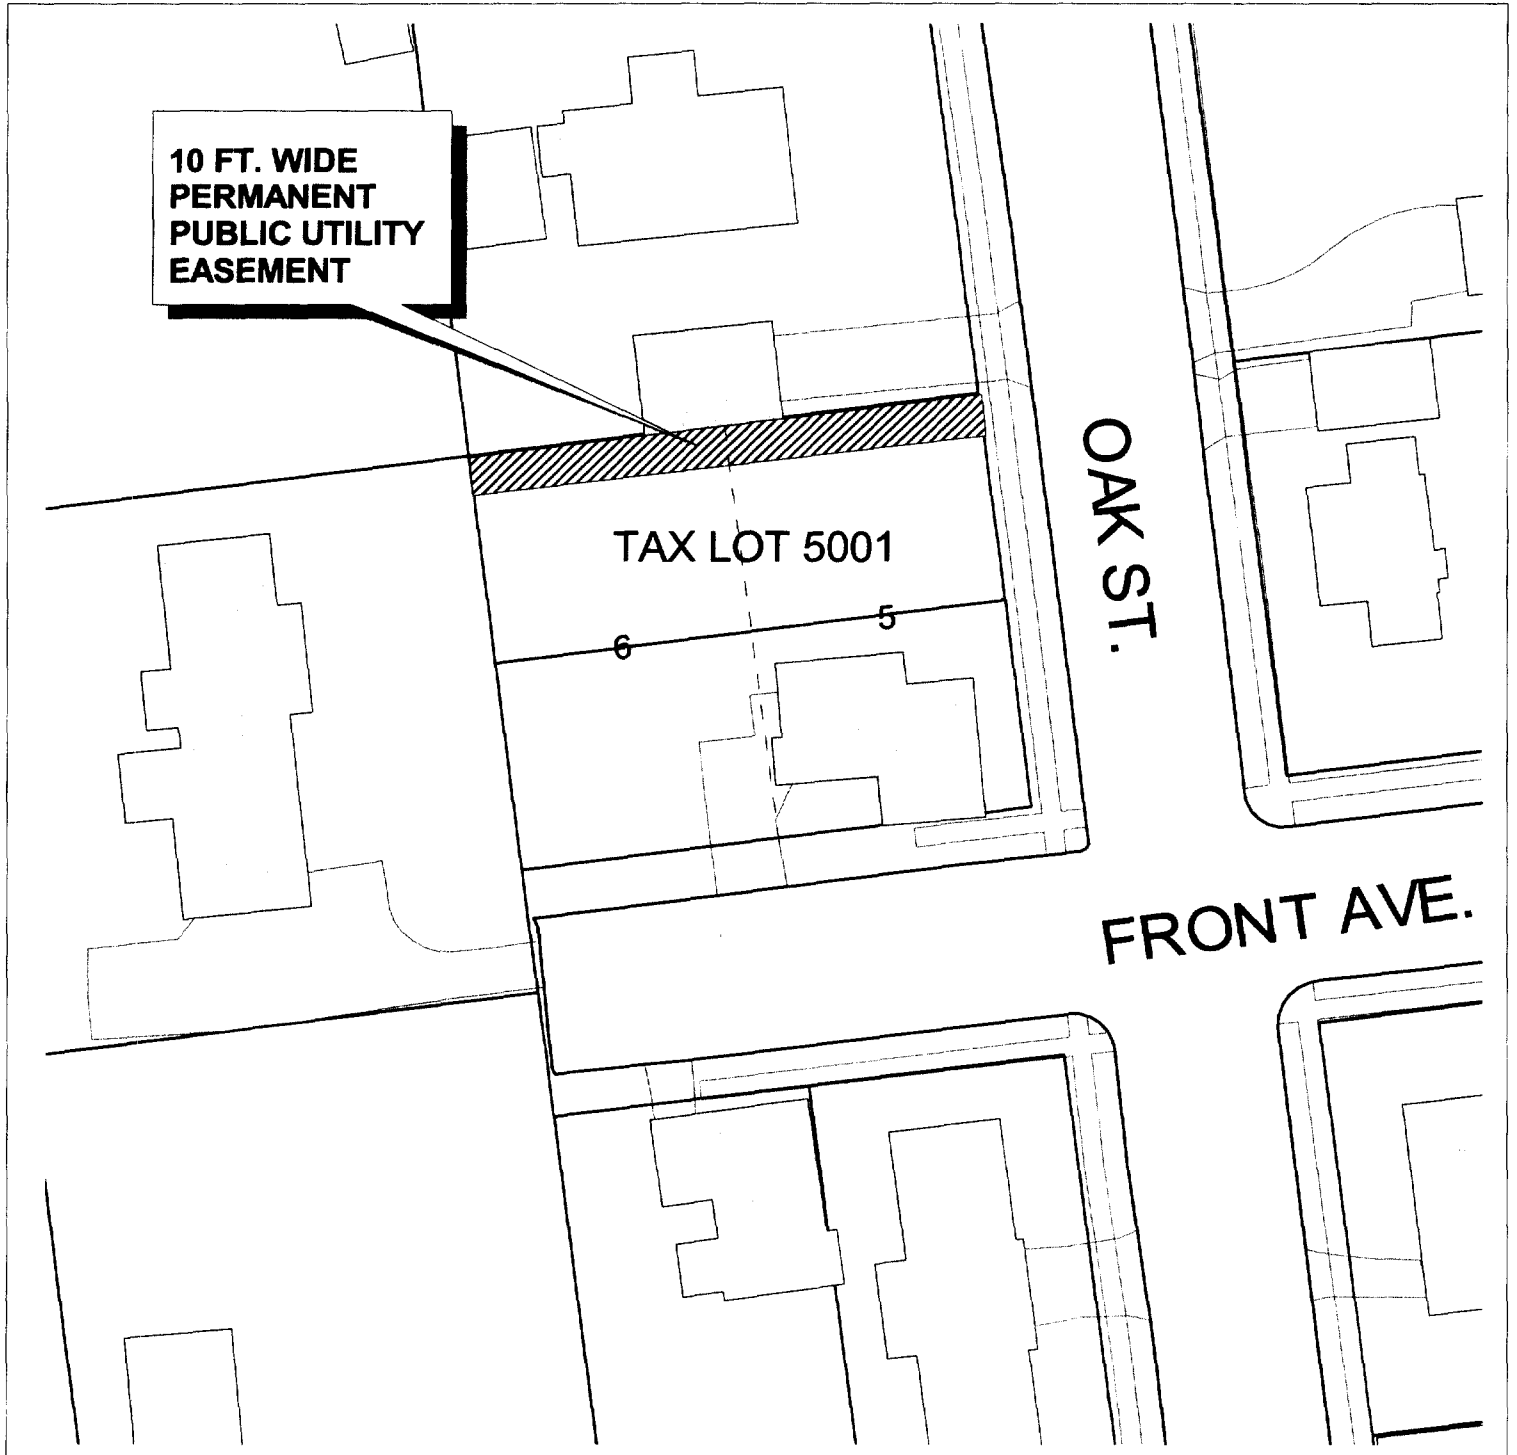 10 FT. WIDE
PERMANENT
PUBLIC UTILITY
EASEMENT
OAK ST.
TAX LOT 5001
5
6
FRONT AVE.